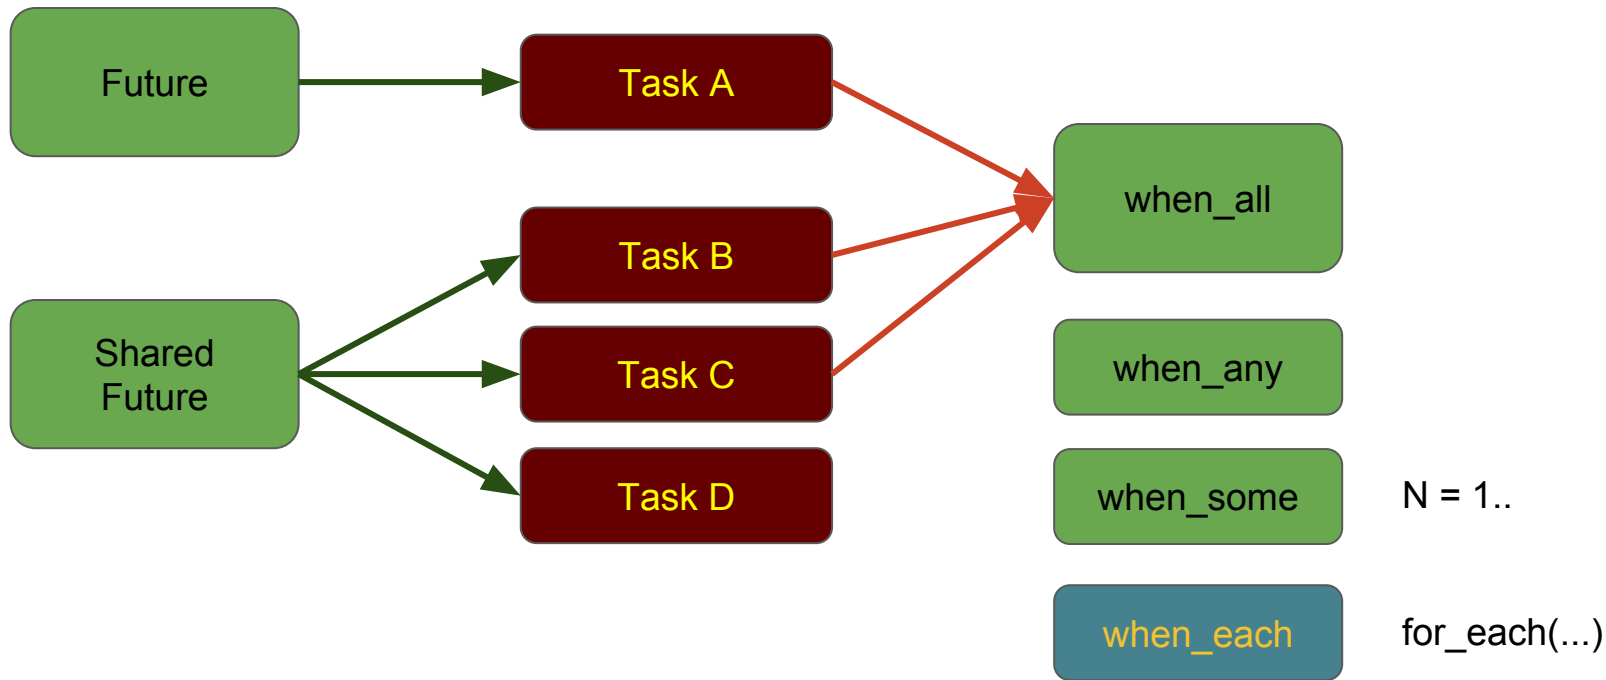 Future
Task A
when_all
Task B
Shared
Future
Task C
when_any
Task D
when_some
N = 1..
when_each
for_each(...)